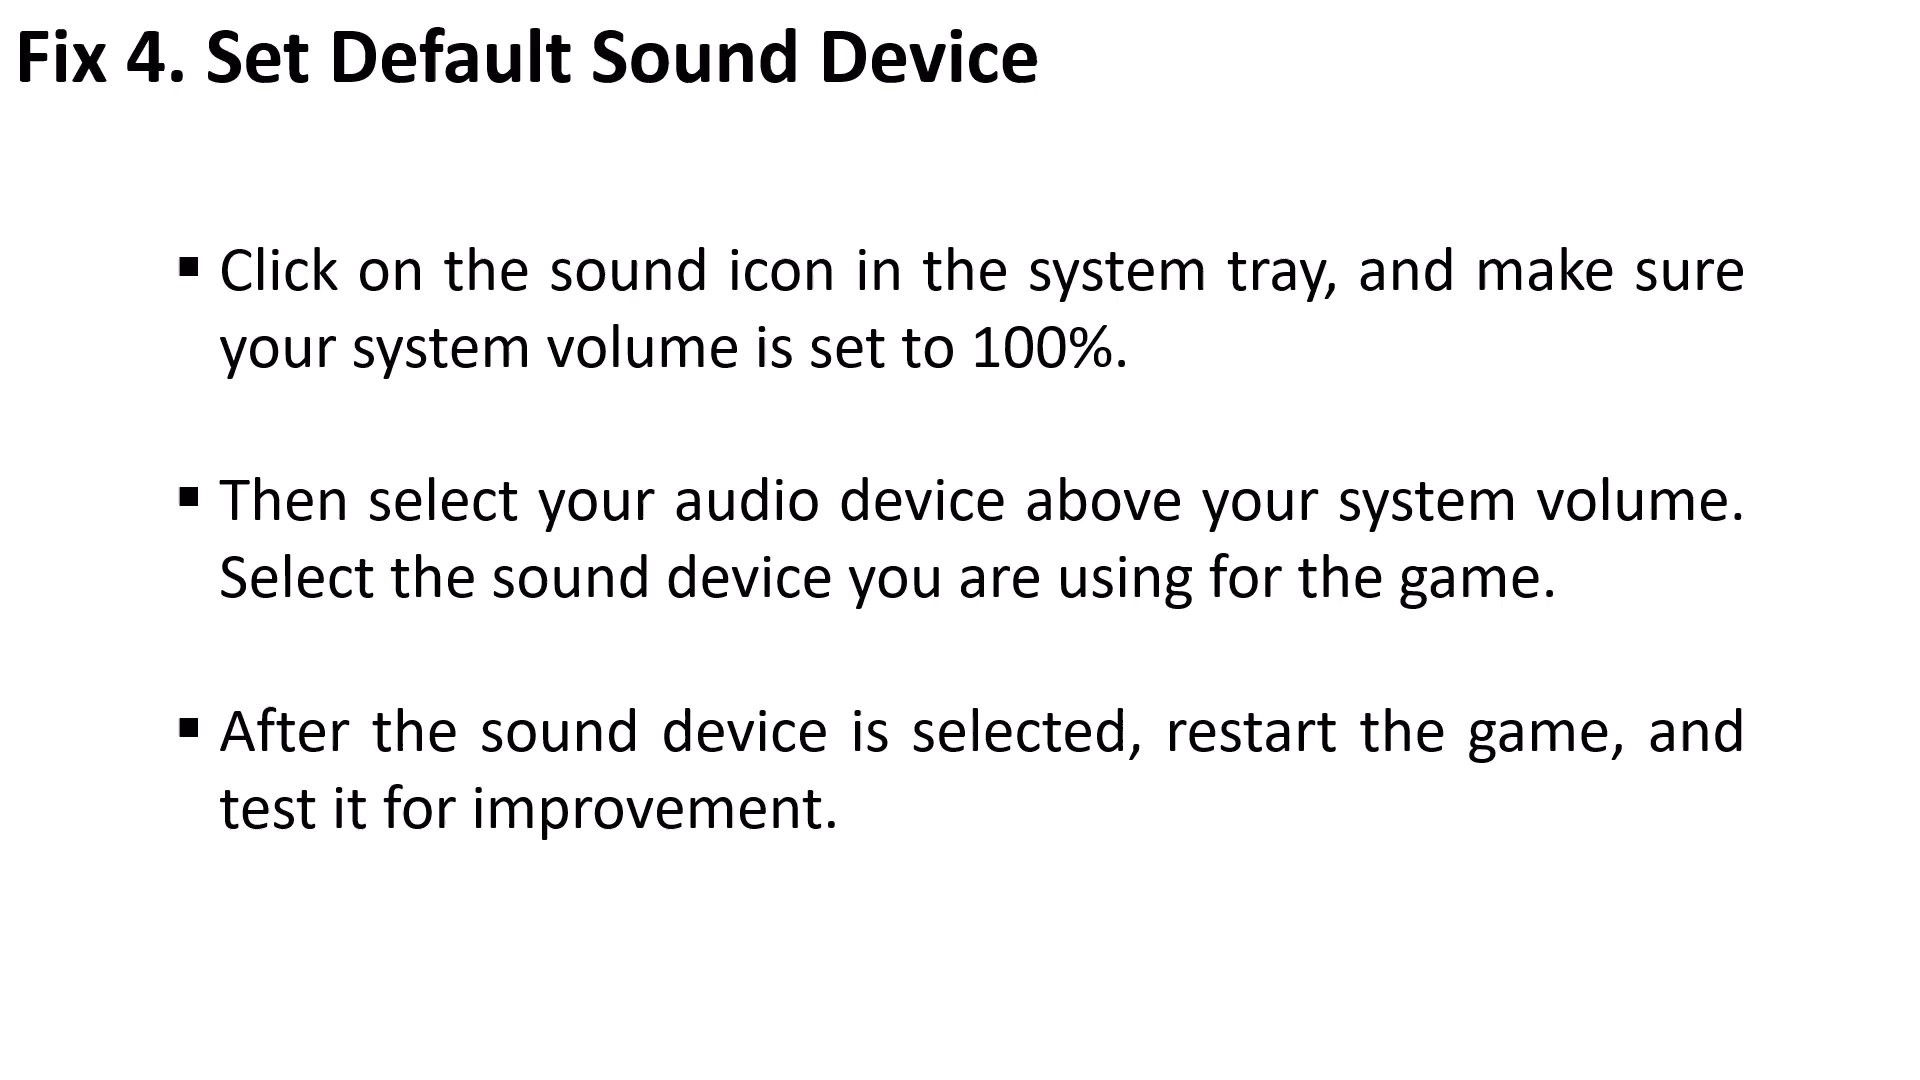 Fix 4. Set Default Sound Device
▪ Click on the sound icon in the system tray, and make sure
your system volume is set to 100%.
▪ Then select your audio device above your system volume.
Select the sound device you are using for the game.
▪ After the sound device is selected, restart the game, and
test it for improvement.